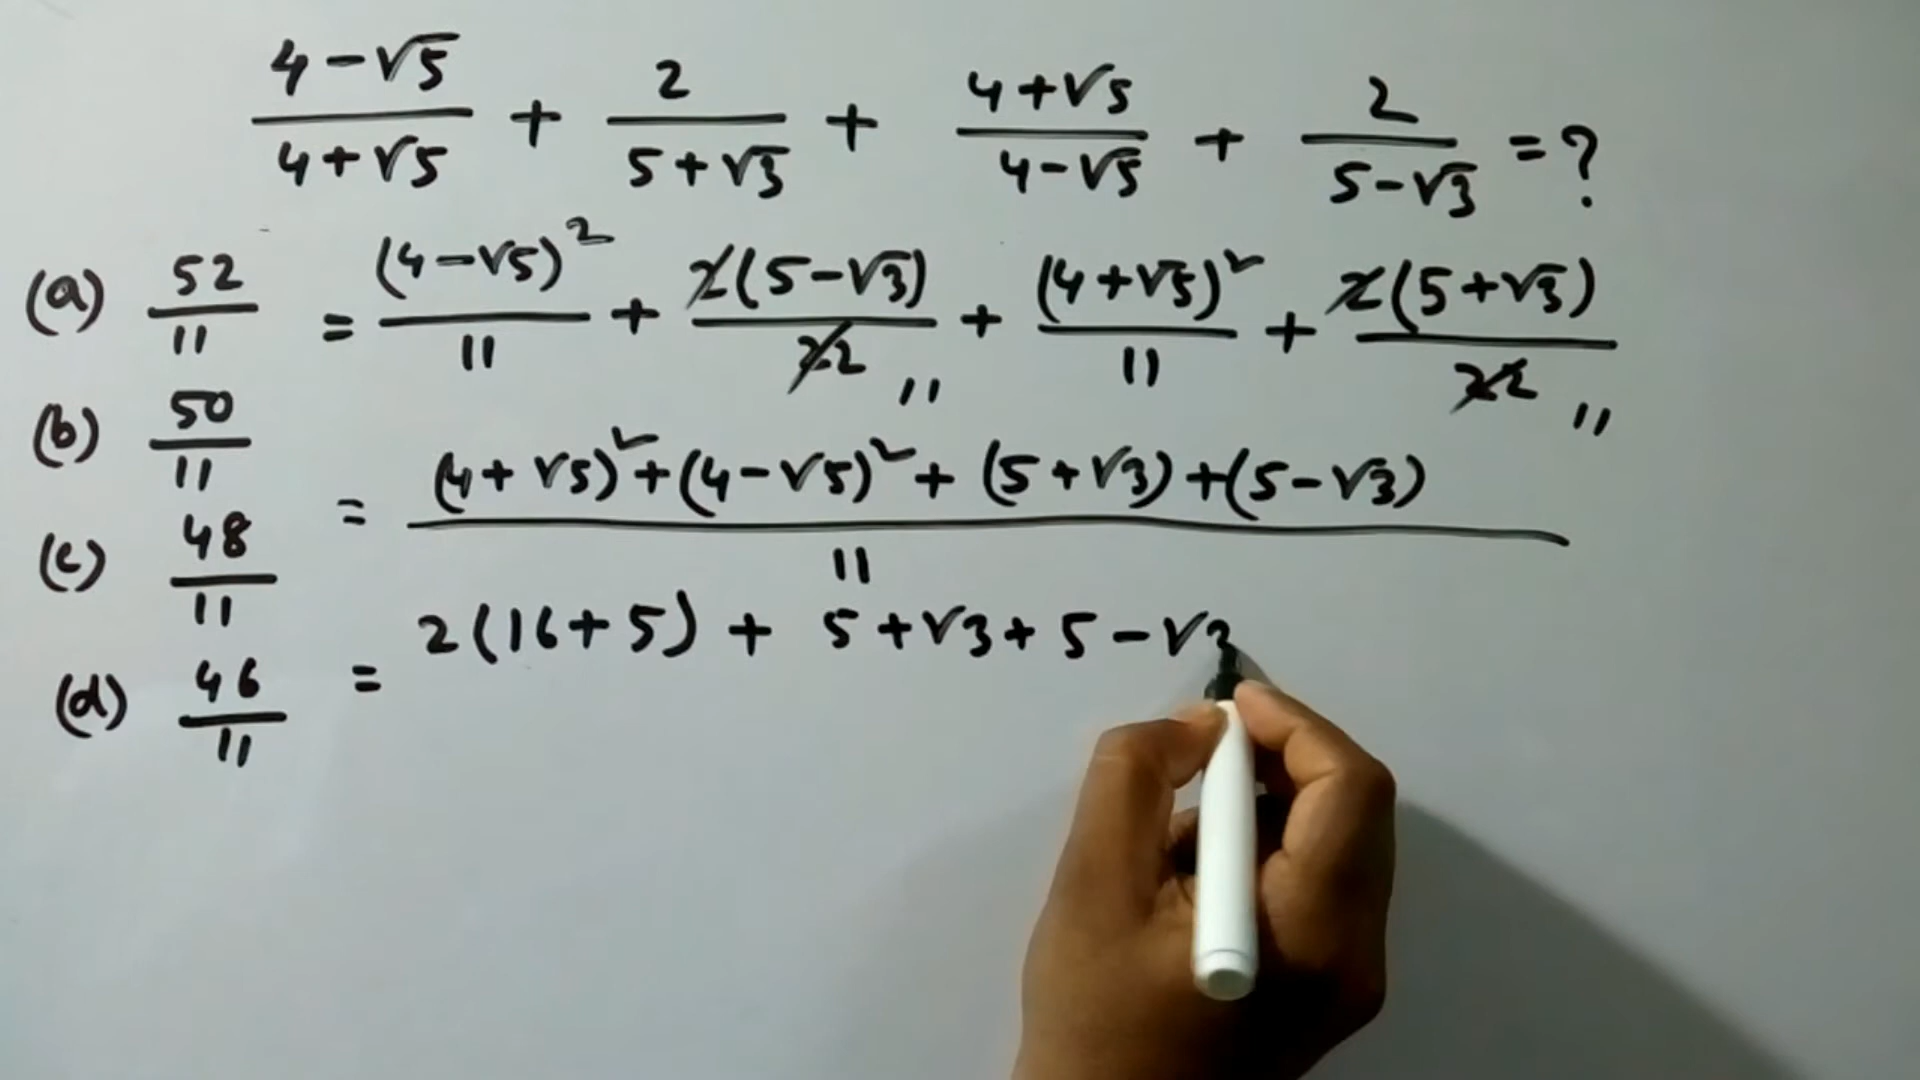 (4-√5)/(4+√5) + 2/(5+√3) + (4+√5)/(4-√5) + 2/(5-√3) = ?
(a) 52/11
= (4-√5)²/11 + 2(5-√3)/22 11 + (4+√5)²/11 + 2(5+√3)/22 11
(b) 50/11
= (4+√5)²+(4-√5)²+(5+√3)+(5-√3)/11
(c) 48/11
= 2(16+5) + 5+√3+5-√3
(d) 46/11